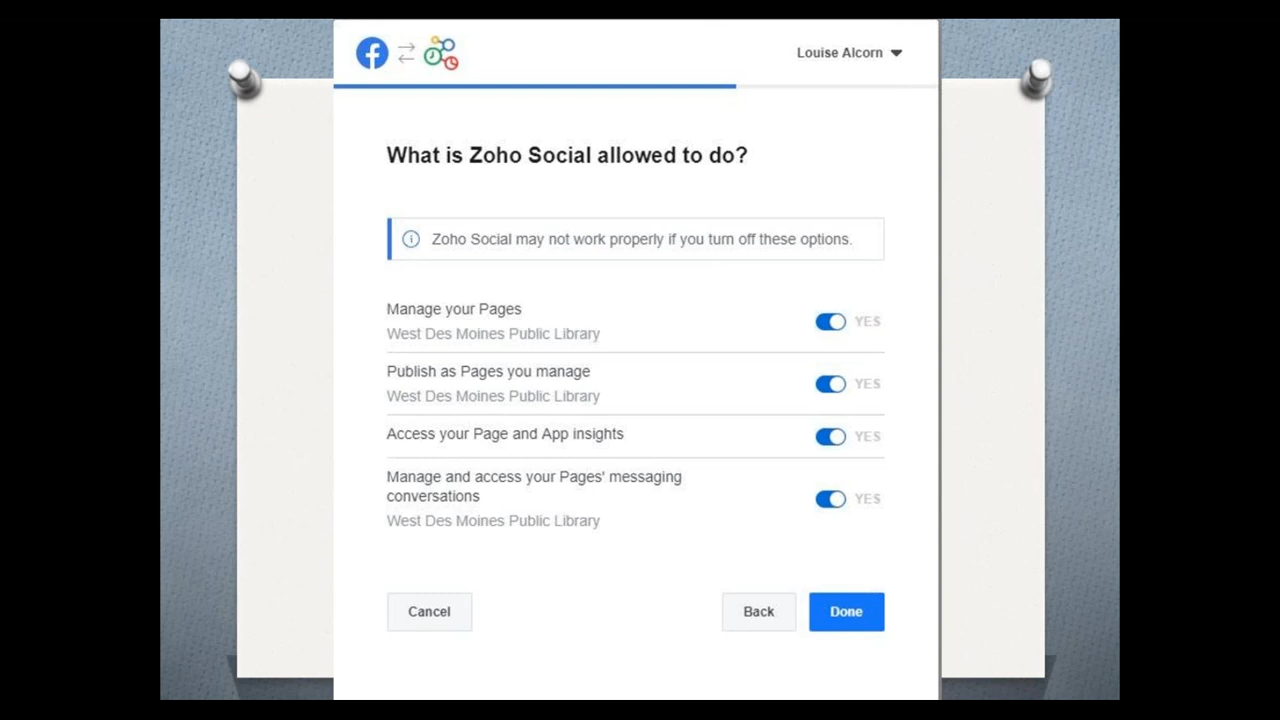 Louise Alcorn
What is Zoho Social allowed to do?
Zoho Social may not work properly if you turn off these options.
Manage your Pages
West Des Moines Public Library
YES
Publish as Pages you manage
West Des Moines Public Library
YES
Access your Page and App insights
YES
Manage and access your Pages' messaging
conversations
West Des Moines Public Library
YES
Cancel
Back
Done